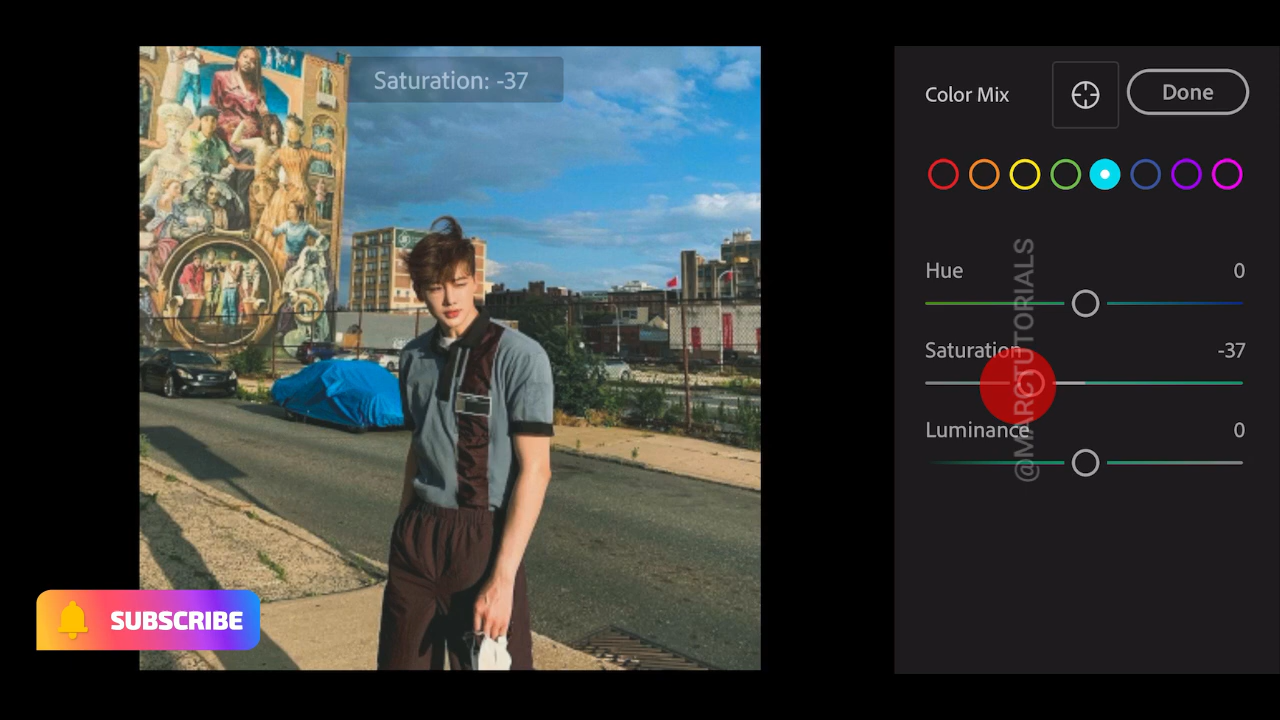 Saturation: -37
Color Mix
Done
Hue 0
Saturation -37
Luminance 0
@MARCTUTORIALS
SUBSCRIBE